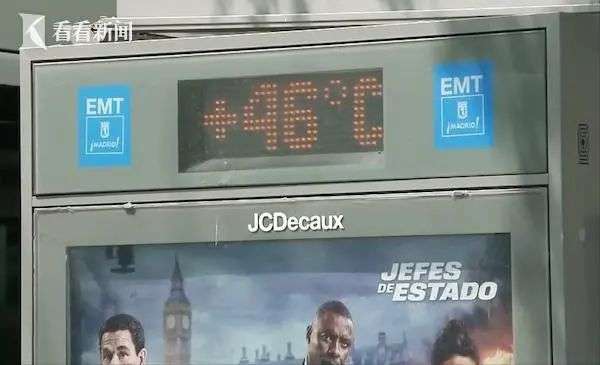 看看新闻
+46°C
EMT
¡MADRID!
EMT
¡MADRID!
JCDecaux
JEFES
DE ESTADO